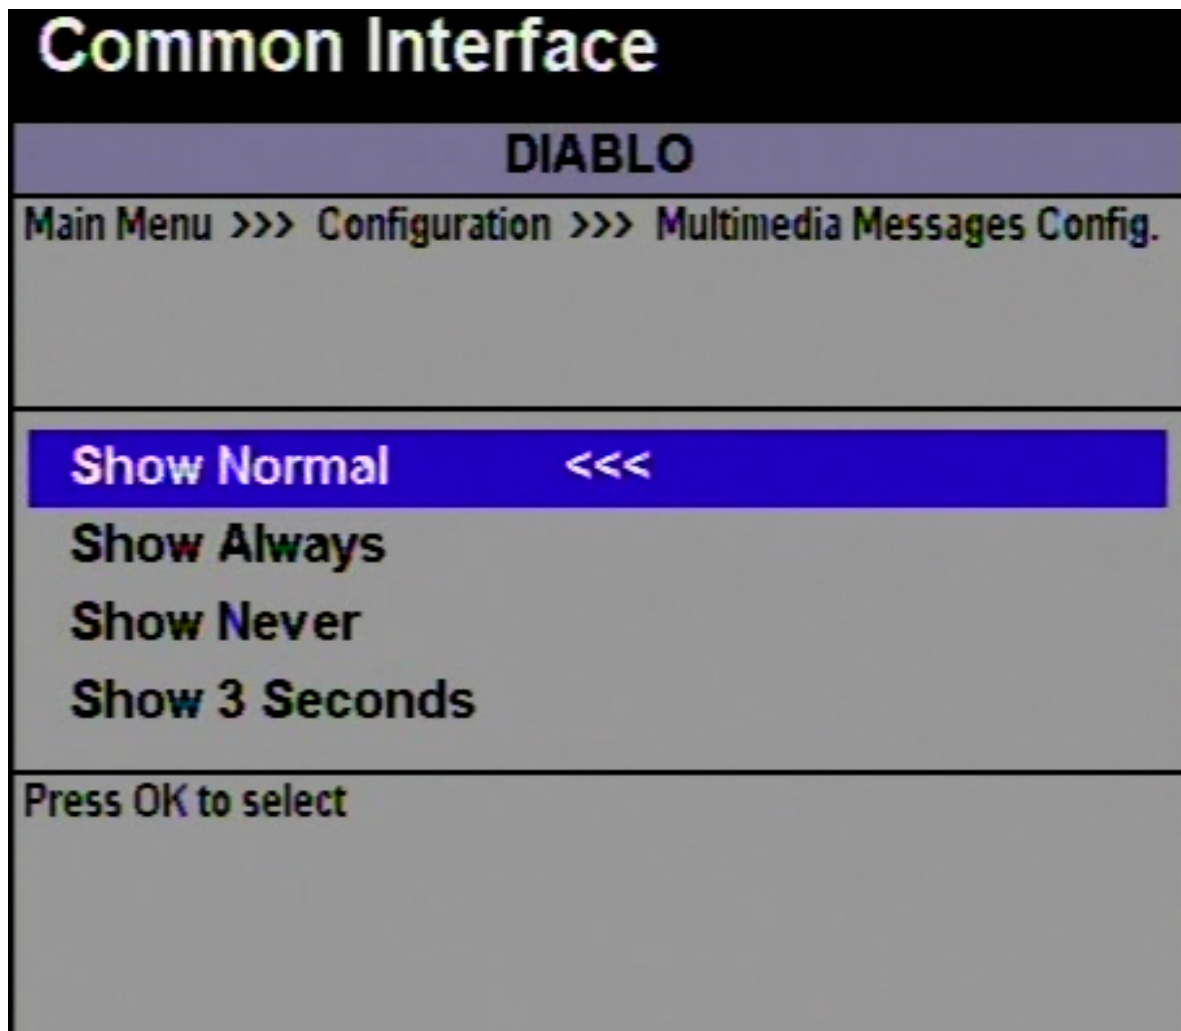 Common Interface
DIABLO
Main Menu >>> Configuration >>> Multimedia Messages Config.
Show Normal <<<
Show Always
Show Never
Show 3 Seconds
Press OK to select